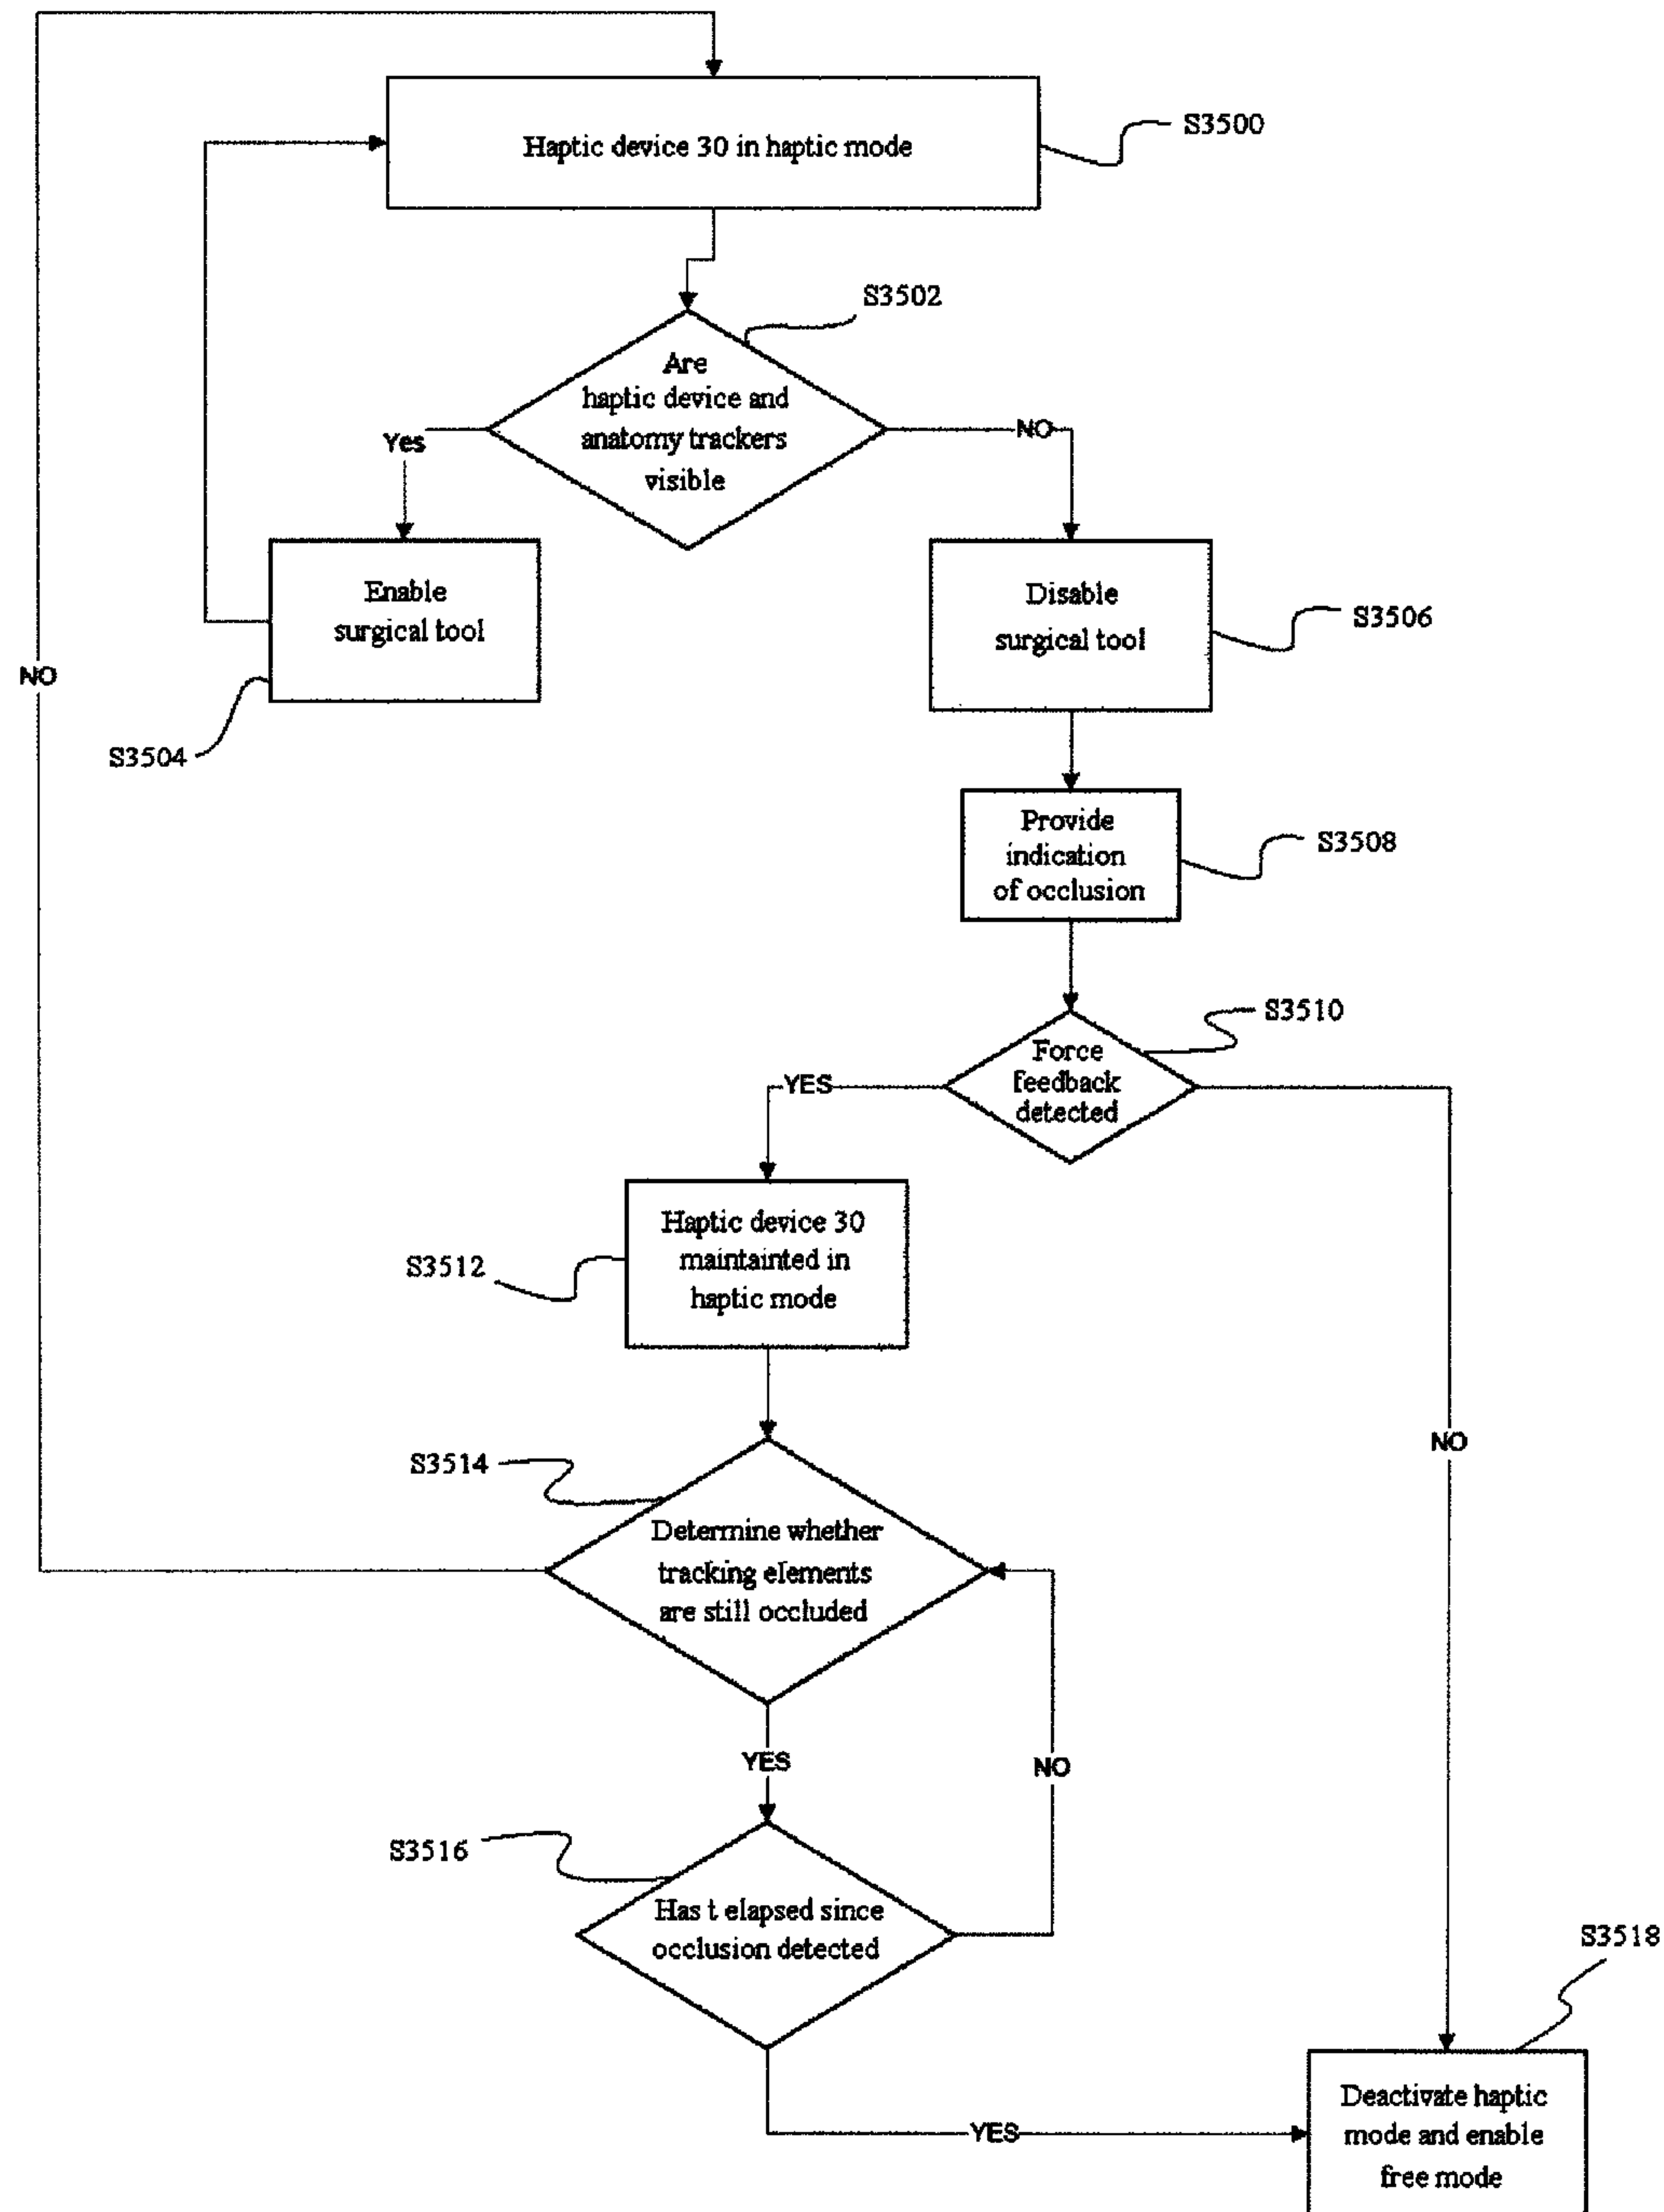 Haptic device 30 in haptic mode
S3500
S3502
Are
haptic device and
anatomy trackers
visible
Yes
NO
Enable
surgical tool
S3504
Disable
surgical tool
S3506
NO
Provide
indication
of occlusion
S3508
S3510
Force
feedback
detected
YES
Haptic device 30
maintainted in
haptic mode
S3512
NO
S3514
Determine whether
tracking elements
are still occluded
YES
NO
S3516
Has t elapsed since
occlusion detected
S3518
YES
Deactivate haptic
mode and enable
free mode